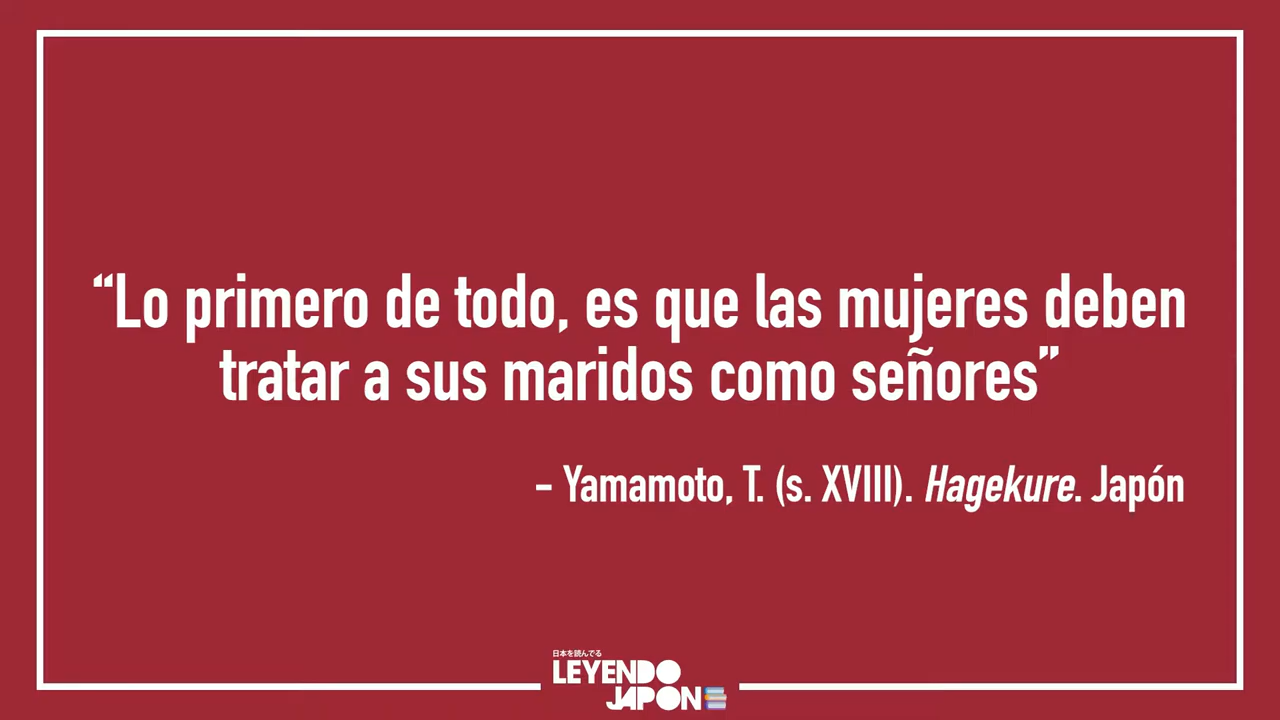 “Lo primero de todo, es que las mujeres deben
tratar a sus maridos como señores”
– Yamamoto, T. (s. XVIII). Hagekure. Japón
日本を読んでる
LEYENDO
JAPON